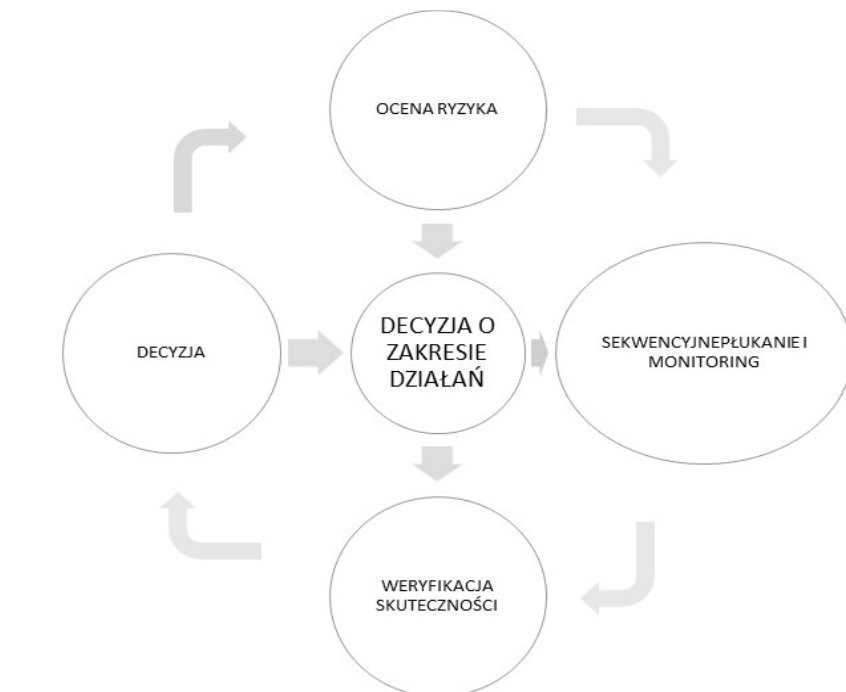 OCENA RYZYKA
DECYZJA
DECYZJA O
ZAKRESIE
DZIAŁAŃ
SEKWENCYJNEPŁUKANIE I
MONITORING
WERYFIKACJA
SKUTECZNOŚCI